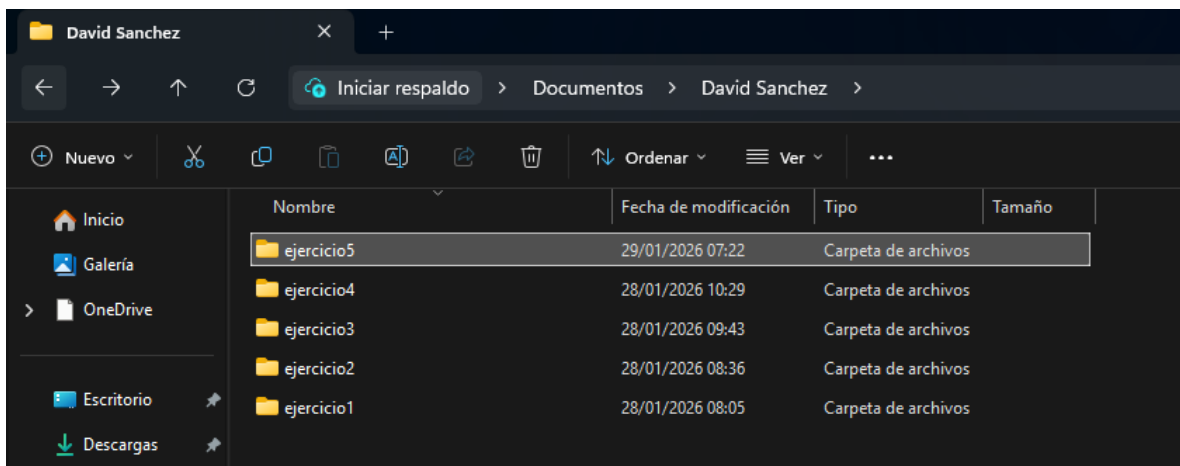 David Sanchez
Iniciar respaldo > Documentos > David Sanchez >
Nuevo Ordenar Ver ...
Nombre Fecha de modificación Tipo Tamaño
Inicio
Galería
OneDrive
Escritorio
Descargas
ejercicio5 29/01/2026 07:22 Carpeta de archivos
ejercicio4 28/01/2026 10:29 Carpeta de archivos
ejercicio3 28/01/2026 09:43 Carpeta de archivos
ejercicio2 28/01/2026 08:36 Carpeta de archivos
ejercicio1 28/01/2026 08:05 Carpeta de archivos